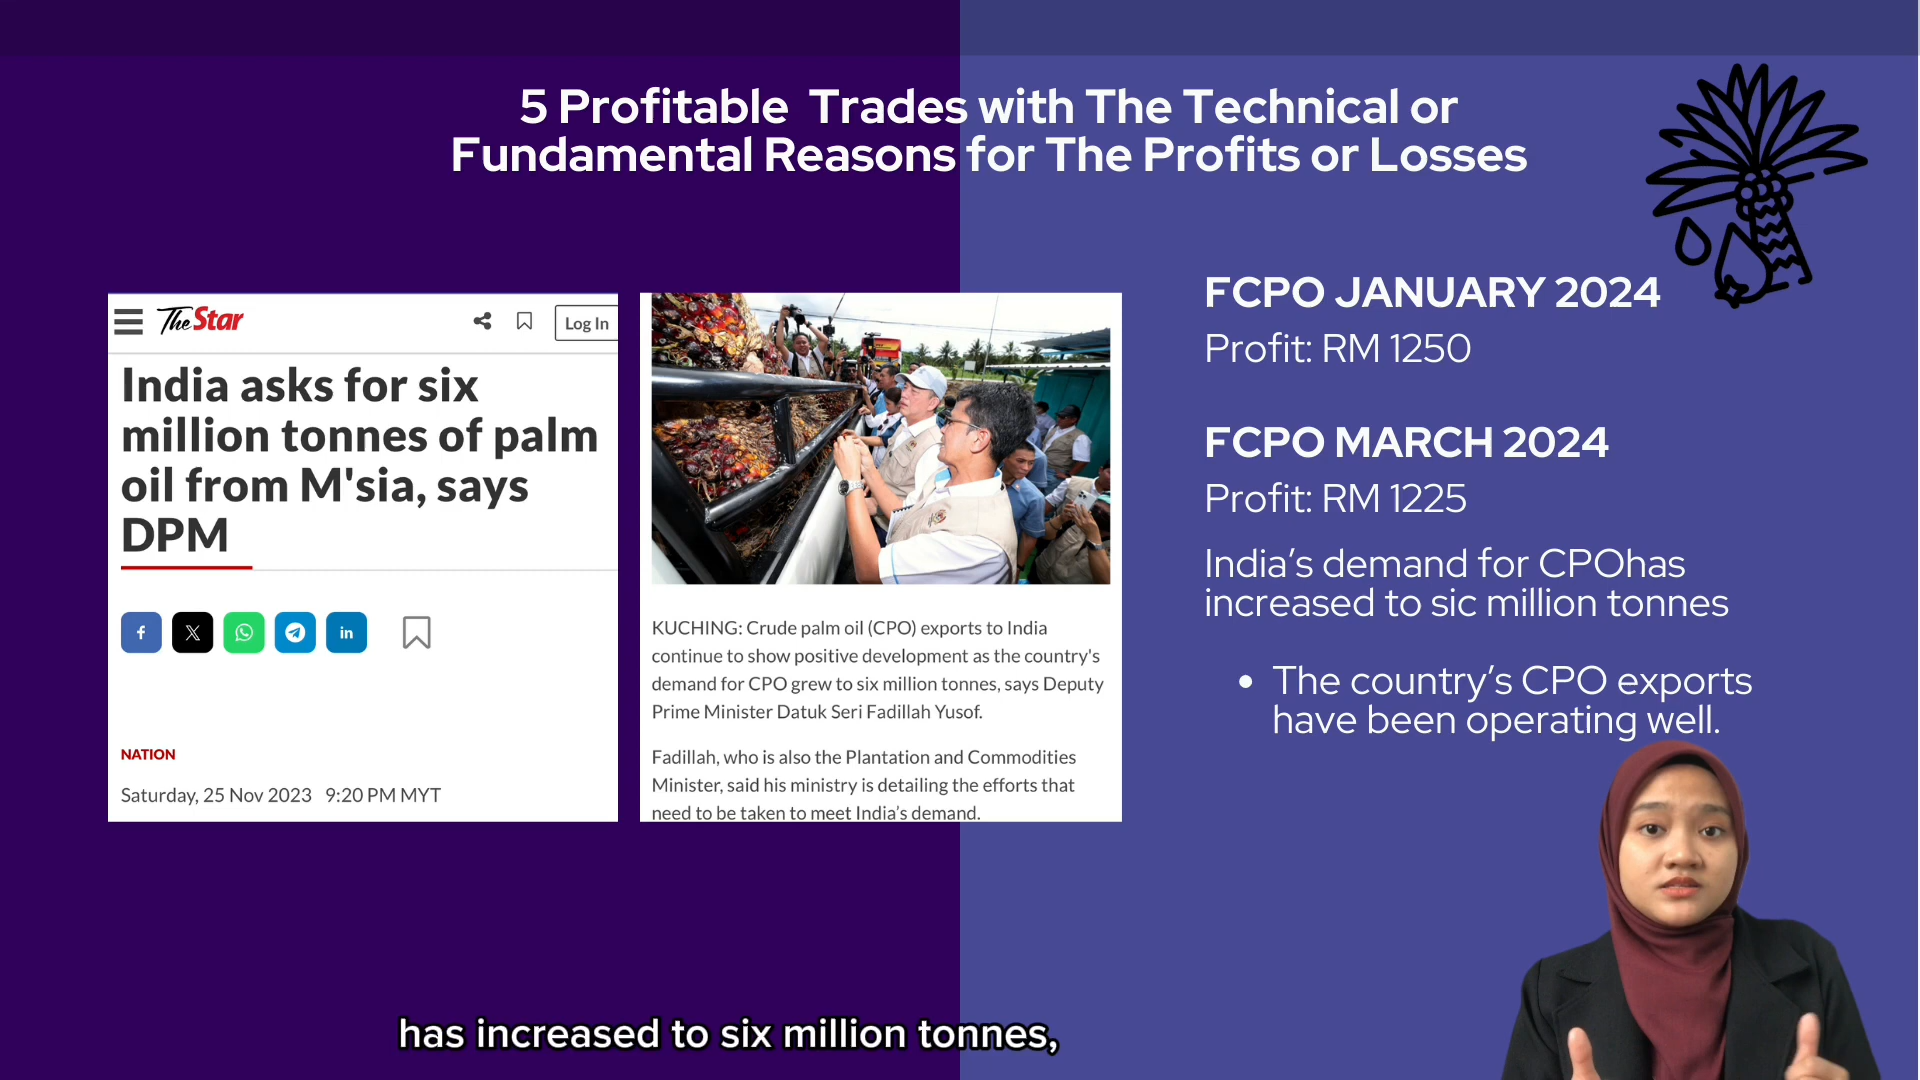 5 Profitable Trades with The Technical or
Fundamental Reasons for The Profits or Losses
The Star
Log In
India asks for six
million tonnes of palm
oil from M'sia, says
DPM
NATION
Saturday, 25 Nov 2023 9:20 PM MYT
KUCHING: Crude palm oil (CPO) exports to India
continue to show positive development as the country's
demand for CPO grew to six million tonnes, says Deputy
Prime Minister Datuk Seri Fadillah Yusof.
Fadillah, who is also the Plantation and Commodities
Minister, said his ministry is detailing the efforts that
need to be taken to meet India's demand.
FCPO JANUARY 2024
Profit: RM 1250
FCPO MARCH 2024
Profit: RM 1225
India’s demand for CPOhas
increased to sic million tonnes
• The country’s CPO exports
have been operating well.
has increased to six million tonnes,